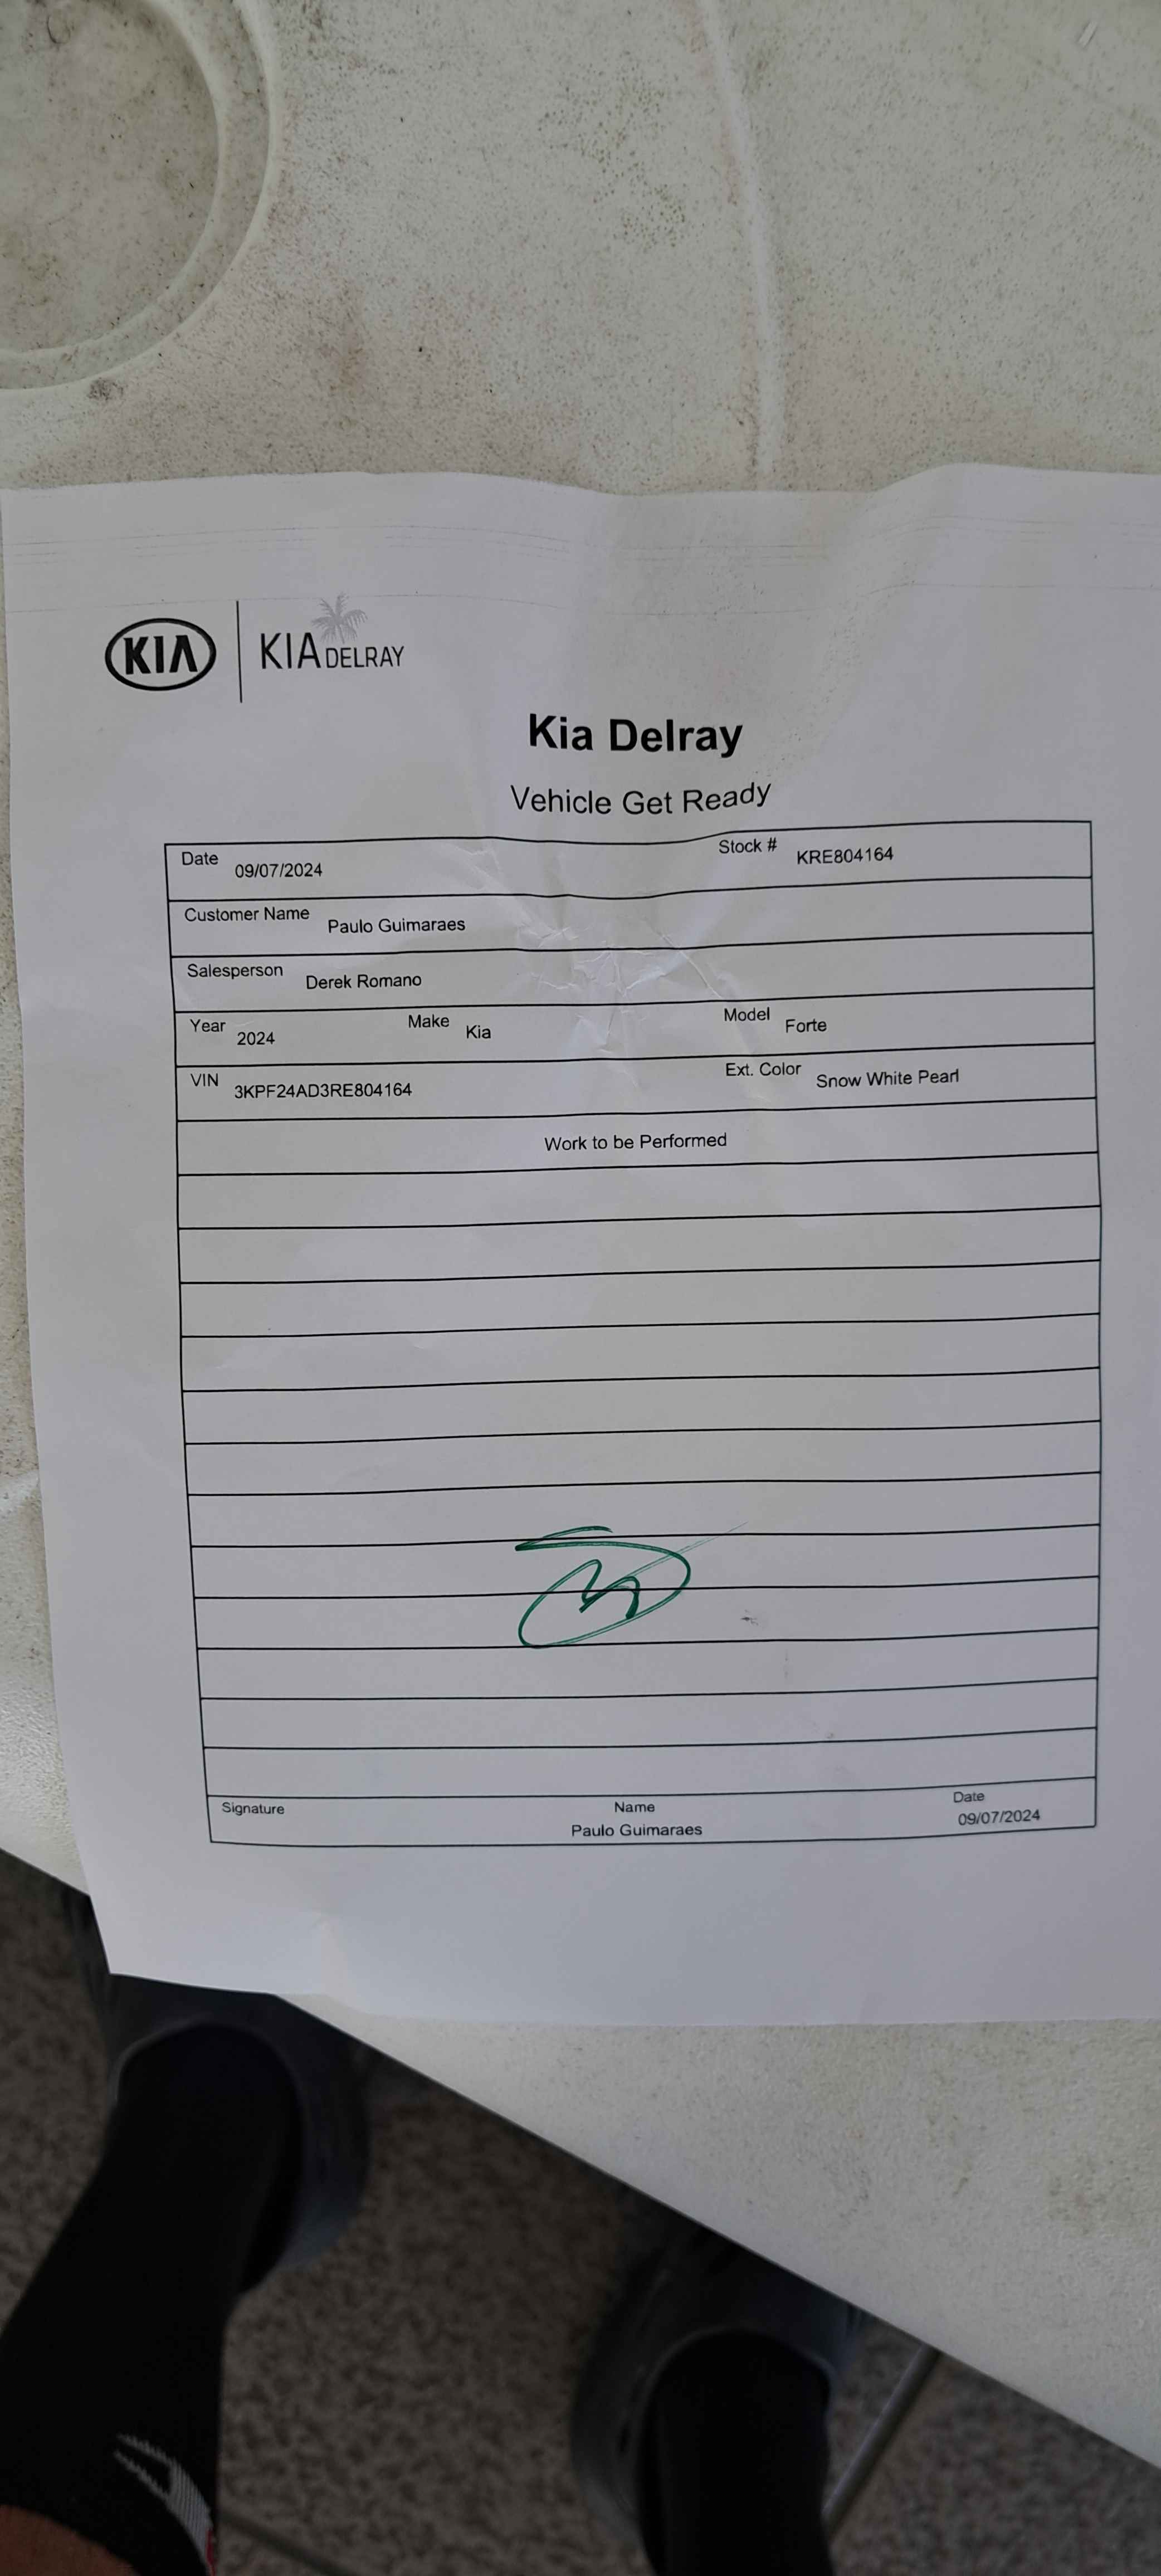 KIA KIA DELRAY
Kia Delray
Vehicle Get Ready
Date 09/07/2024 Stock # KRE804164
Customer Name Paulo Guimaraes
Salesperson Derek Romano
Year 2024 Make Kia Model Forte
VIN 3KPF24AD3RE804164 Ext. Color Snow White Pearl
Work to be Performed
Signature Name Date
Paulo Guimaraes 09/07/2024